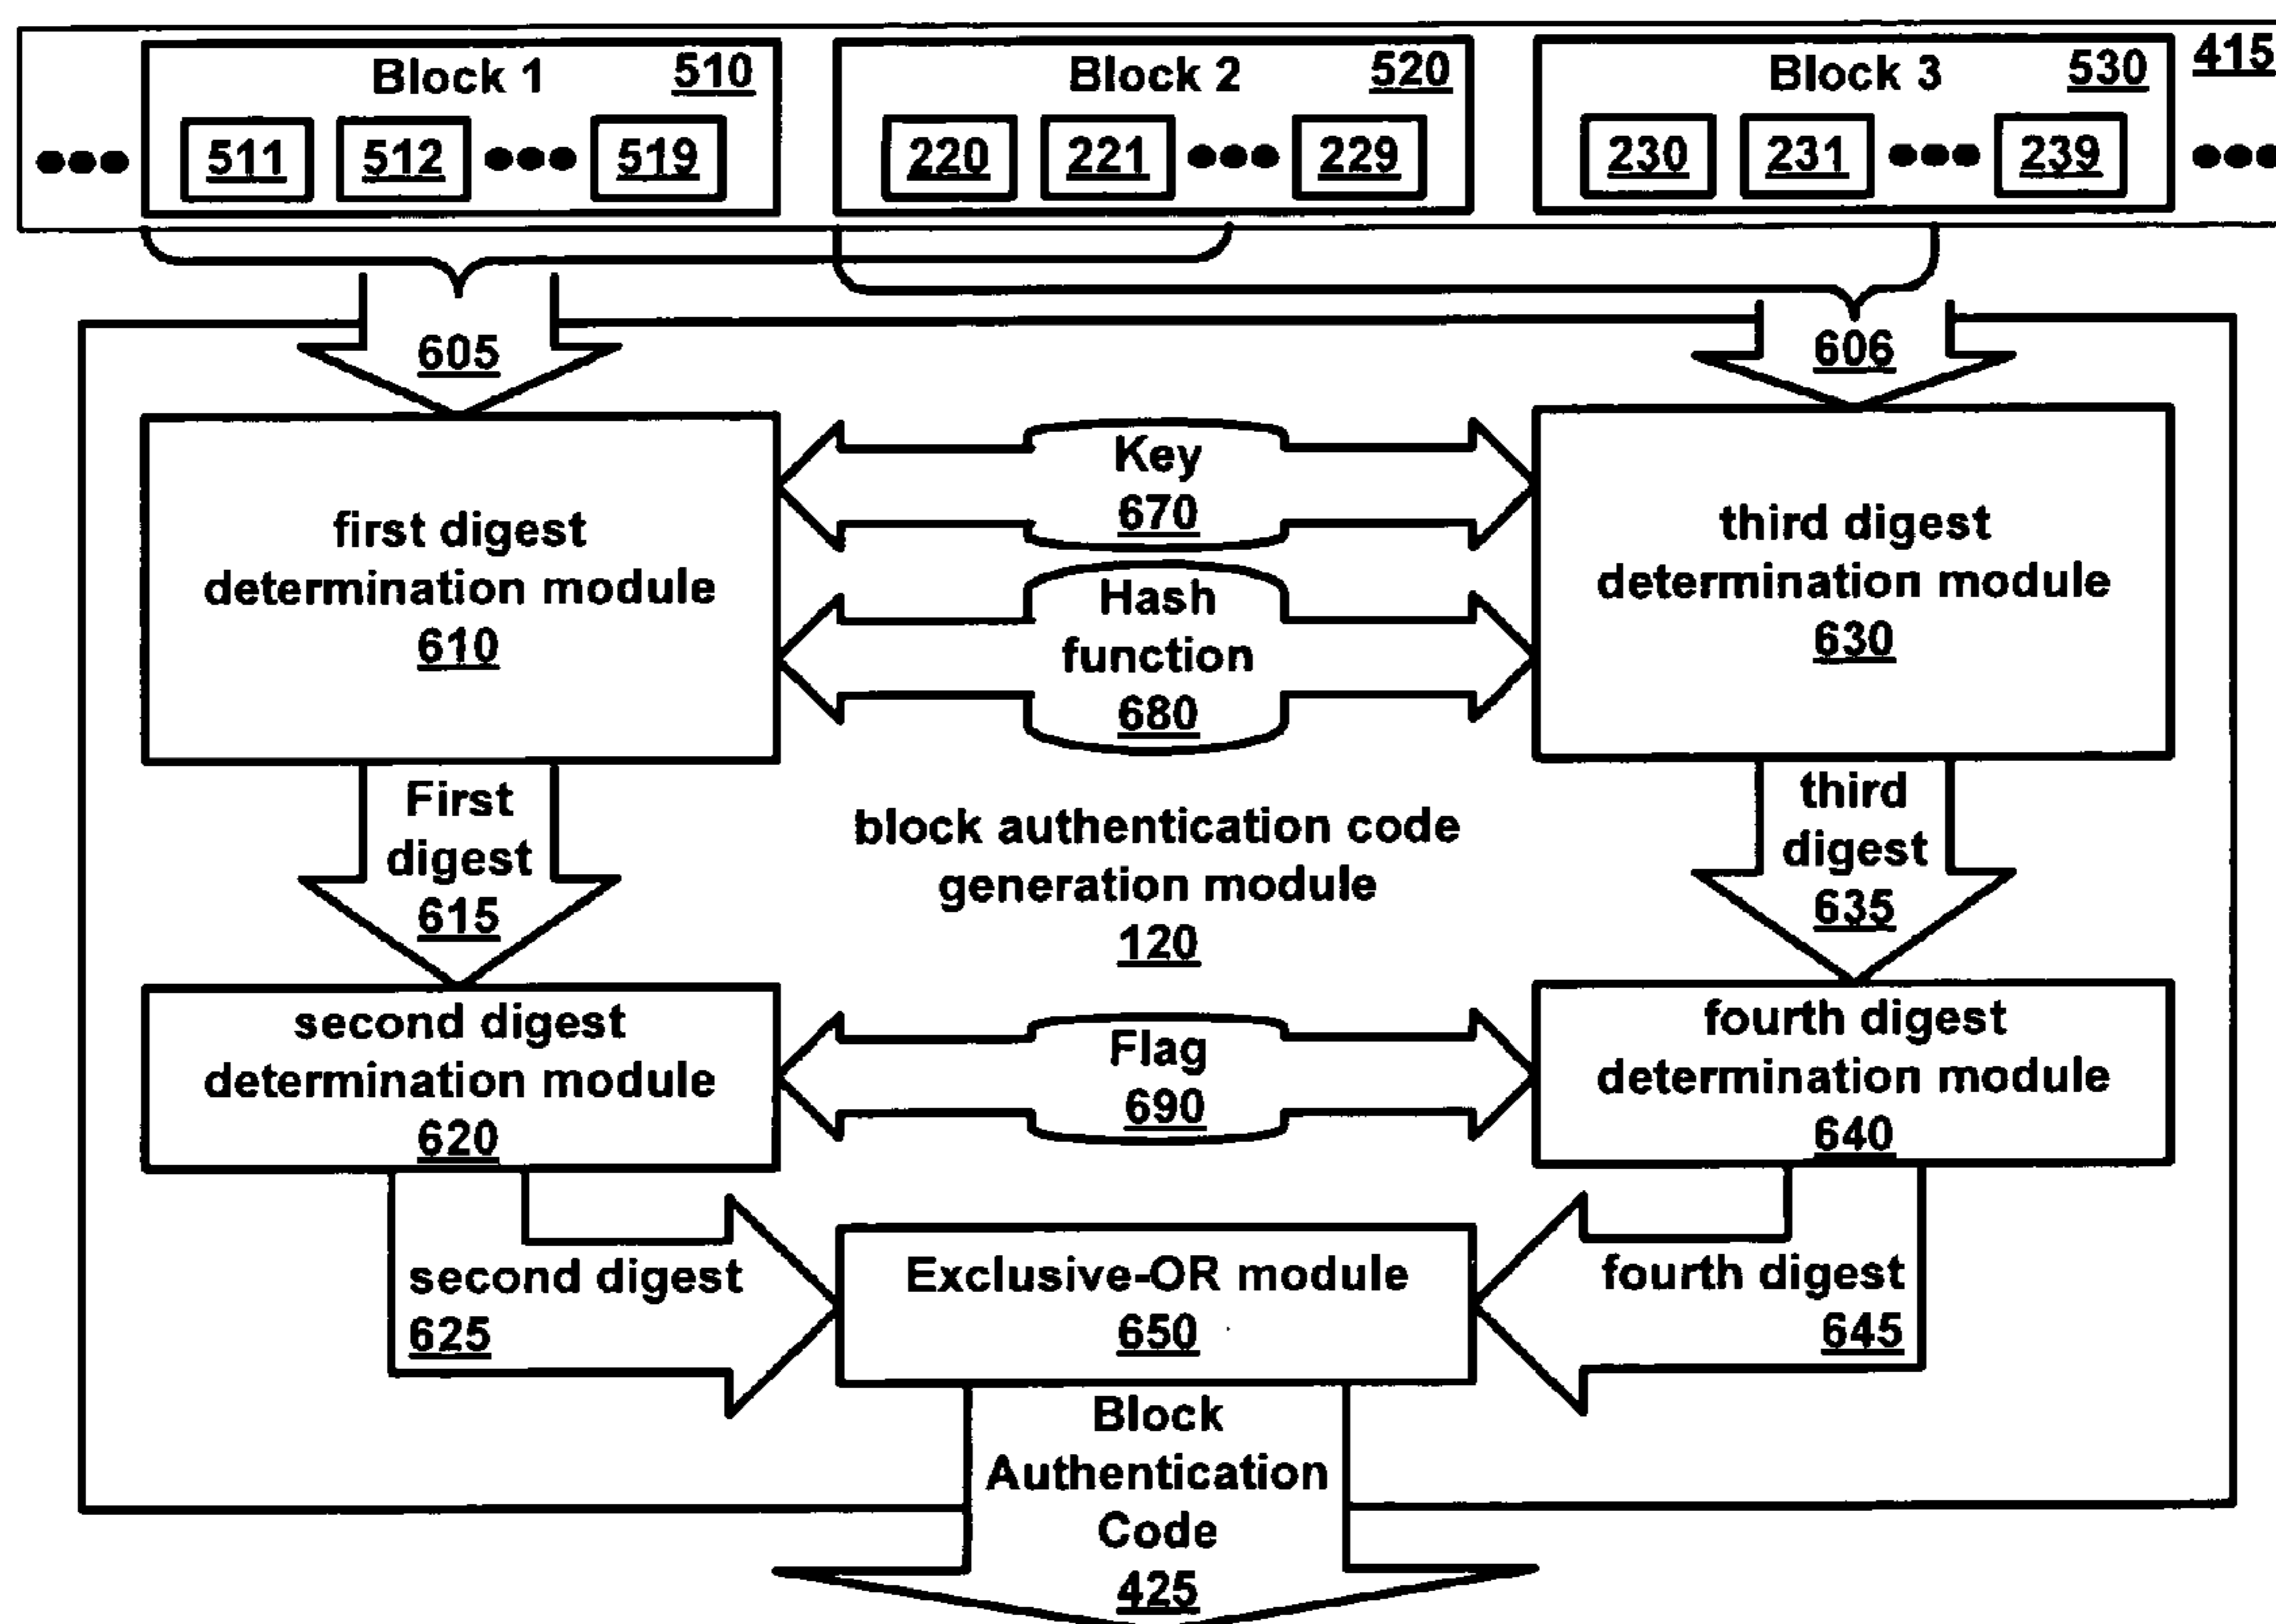 Block 1 510
Block 2 520
Block 3 530
415
511 512 ●●● 519
220 221 ●●● 229
230 231 ●●● 239
605
606
Key
670
first digest
determination module
610
third digest
determination module
630
Hash
function
680
First
digest
615
third
digest
635
block authentication code
generation module
120
second digest
determination module
620
Flag
690
fourth digest
determination module
640
second digest
625
Exclusive-OR module
650
fourth digest
645
Block
Authentication
Code
425